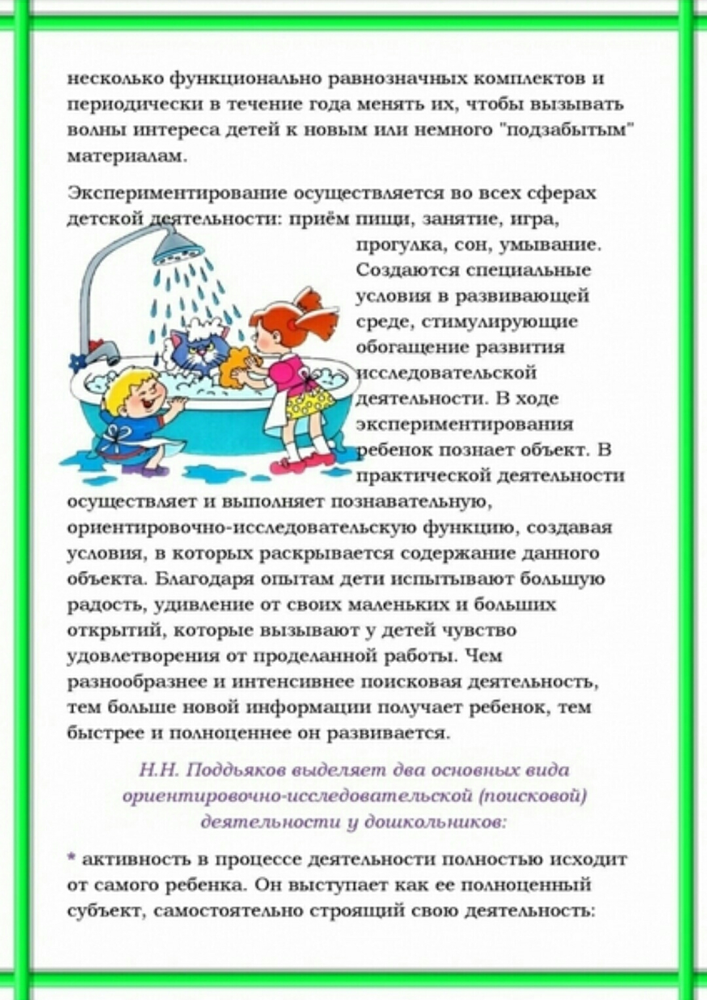 несколько функционально равнозначных комплектов и
периодически в течение года менять их, чтобы вызывать
волны интереса детей к новым или немного "подзабытым"
материалам.
Экспериментирование осуществляется во всех сферах
детской деятельности: приём пищи, занятие, игра,
прогулка, сон, умывание.
Создаются специальные
условия в развивающей
среде, стимулирующие
обогащение развития
исследовательской
деятельности. В ходе
экспериментирования
ребенок познает объект. В
практической деятельности
осуществляет и выполняет познавательную,
ориентировочно-исследовательскую функцию, создавая
условия, в которых раскрывается содержание данного
объекта. Благодаря опытам дети испытывают большую
радость, удивление от своих маленьких и больших
открытий, которые вызывают у детей чувство
удовлетворения от проделанной работы. Чем
разнообразнее и интенсивнее поисковая деятельность,
тем больше новой информации получает ребенок, тем
быстрее и полноценнее он развивается.
Н.Н. Поддьяков выделяет два основных вида
ориентировочно-исследовательской (поисковой)
деятельности у дошкольников:
* активность в процессе деятельности полностью исходит
от самого ребенка. Он выступает как ее полноценный
субъект, самостоятельно строящий свою деятельность: